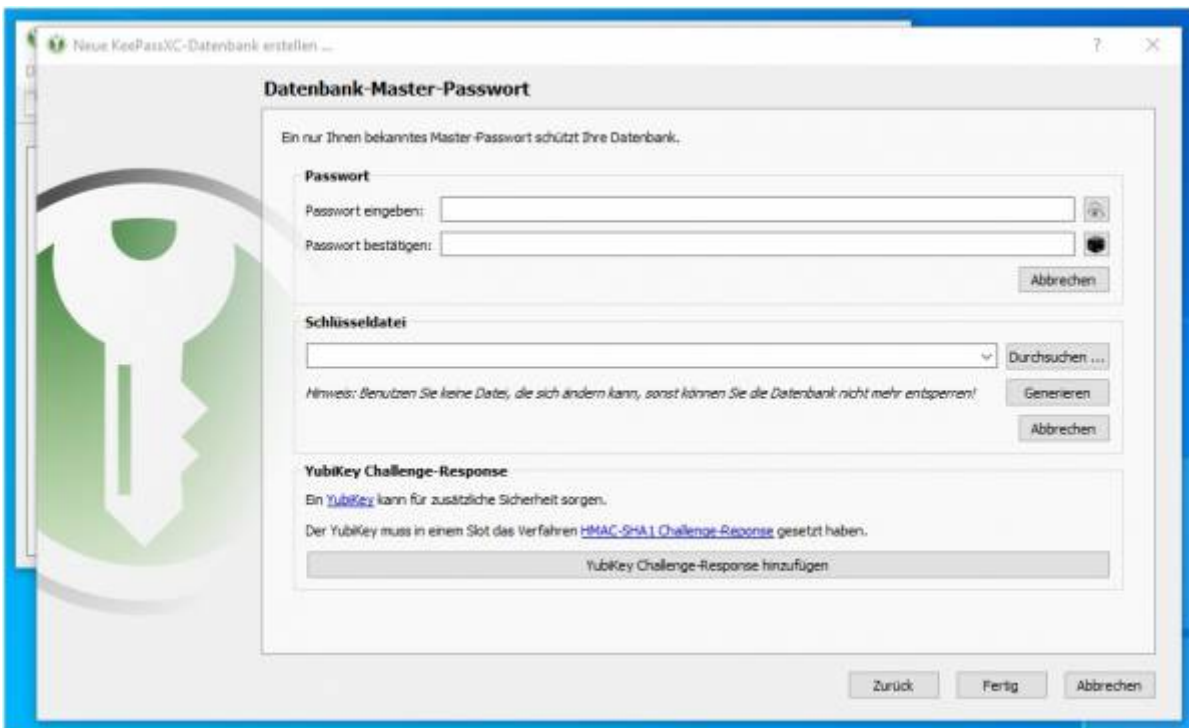 Neue KeePassXC-Datenbank erstellen ...
Datenbank-Master-Passwort
Ein nur Ihnen bekanntes Master-Passwort schützt Ihre Datenbank.
Passwort
Passwort eingeben:
Passwort bestätigen:
Abbrechen
Schlüsseldatei
Durchsuchen ...
Hinweis: Benutzen Sie keine Datei, die sich ändern kann, sonst können Sie die Datenbank nicht mehr entsperren!
Generieren
Abbrechen
YubiKey Challenge-Response
Ein YubiKey kann für zusätzliche Sicherheit sorgen.
Der YubiKey muss in einem Slot das Verfahren HMAC-SHA1 Challenge-Reponse gesetzt haben.
YubiKey Challenge-Response hinzufügen
Zurück Fertig Abbrechen